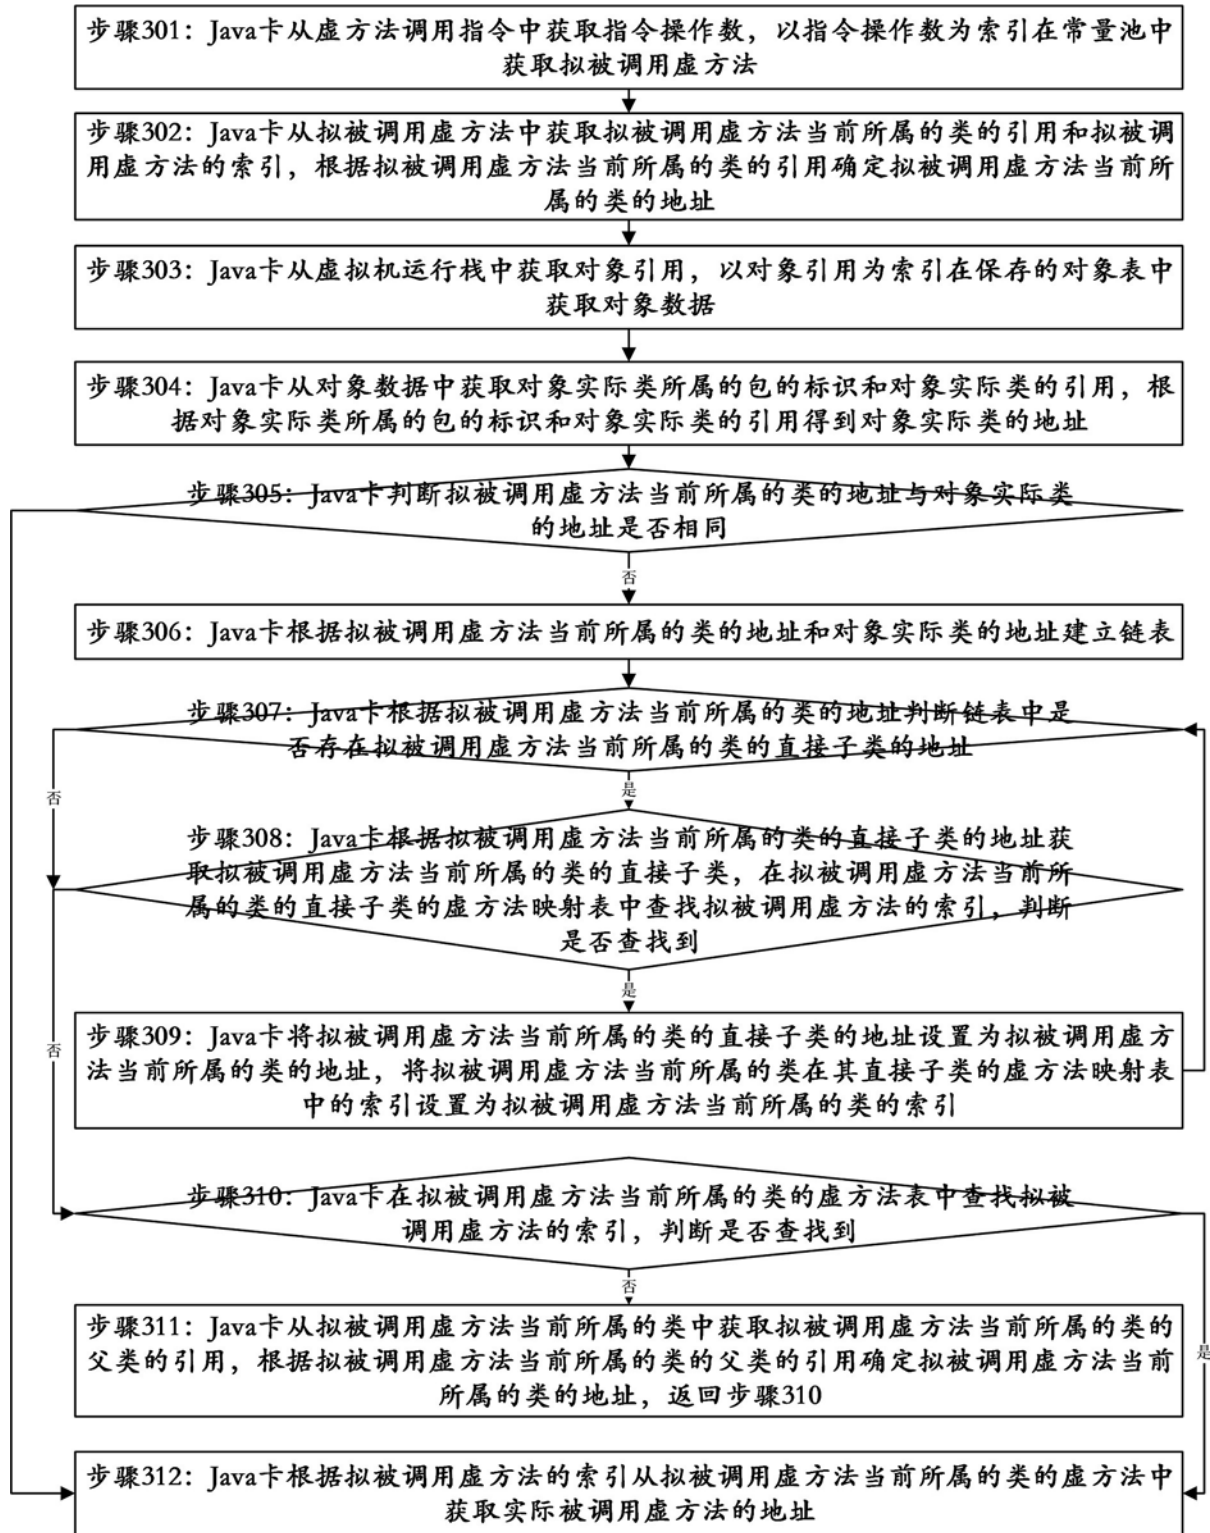 步骤301：Java卡从虚方法调用指令中获取指令操作数，以指令操作数为索引在常量池中
获取拟被调用虚方法
步骤302：Java卡从拟被调用虚方法中获取拟被调用虚方法当前所属的类的引用和拟被调
用虚方法的索引，根据拟被调用虚方法当前所属的类的引用确定拟被调用虚方法当前所
属的类的地址
步骤303：Java卡从虚拟机运行栈中获取对象引用，以对象引用为索引在保存的对象表中
获取对象数据
步骤304：Java卡从对象数据中获取对象实际类所属的包的标识和对象实际类的引用，根
据对象实际类所属的包的标识和对象实际类的引用得到对象实际类的地址
步骤305：Java卡判断拟被调用虚方法当前所属的类的地址与对象实际类
的地址是否相同
否
步骤306：Java卡根据拟被调用虚方法当前所属的类的地址和对象实际类的地址建立链表
步骤307：Java卡根据拟被调用虚方法当前所属的类的地址判断链表中是
否存在拟被调用虚方法当前所属的类的直接子类的地址
是
否
步骤308：Java卡根据拟被调用虚方法当前所属的类的直接子类的地址获
取拟被调用虚方法当前所属的类的直接子类，在拟被调用虚方法当前所
属的类的直接子类的虚方法映射表中查找拟被调用虚方法的索引，判断
是否查找到
是
步骤309：Java卡将拟被调用虚方法当前所属的类的直接子类的地址设置为拟被调用虚方
法当前所属的类的地址，将拟被调用虚方法当前所属的类在其直接子类的虚方法映射表
中的索引设置为拟被调用虚方法当前所属的类的索引
否
步骤310：Java卡在拟被调用虚方法当前所属的类的虚方法表中查找拟被
调用虚方法的索引，判断是否查找到
否
步骤311：Java卡从拟被调用虚方法当前所属的类中获取拟被调用虚方法当前所属的类的
父类的引用，根据拟被调用虚方法当前所属的类的父类的引用确定拟被调用虚方法当前
所属的类的地址，返回步骤310
是
步骤312：Java卡根据拟被调用虚方法的索引从拟被调用虚方法当前所属的类的虚方法中
获取实际被调用虚方法的地址